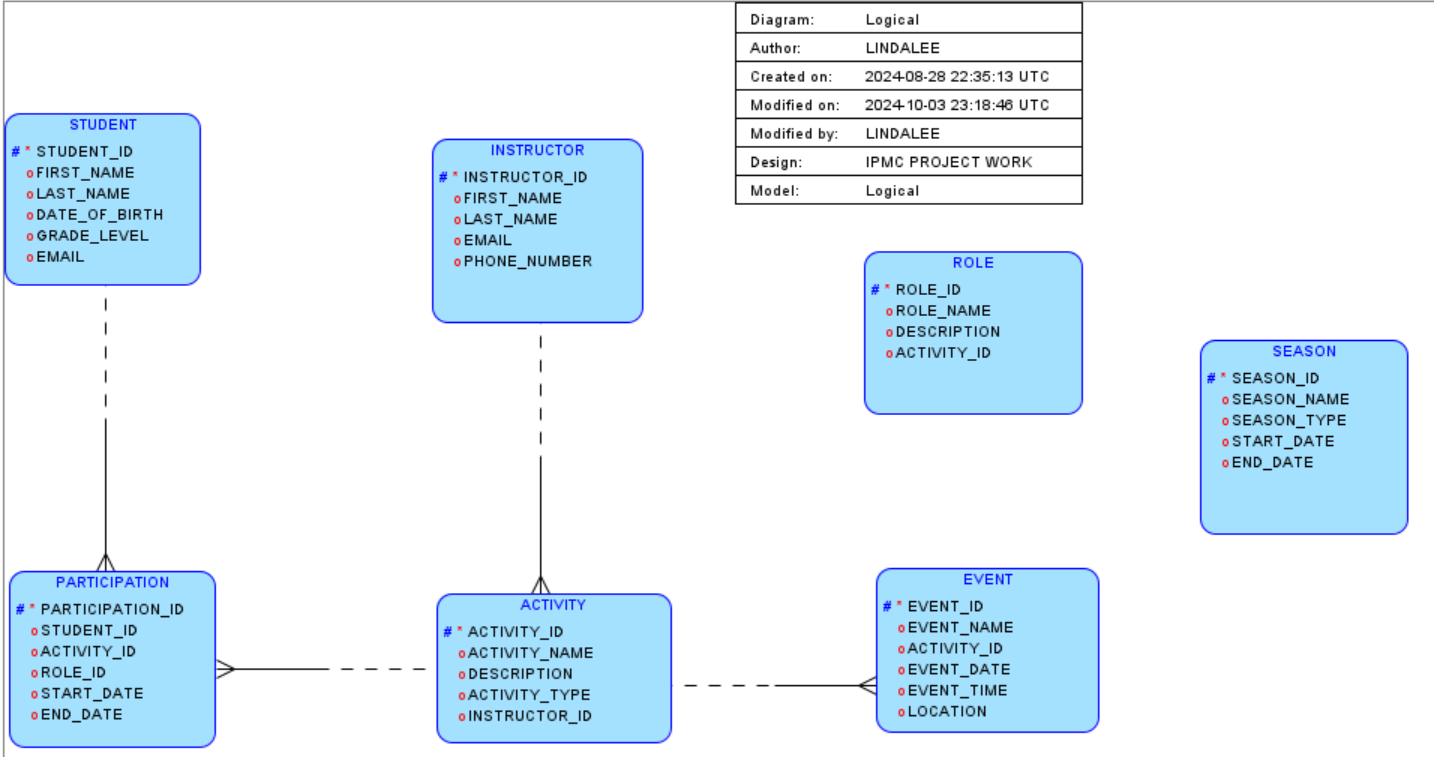 Diagram: Logical
Author: LINDALEE
Created on: 2024-08-28 22:35:13 UTC
Modified on: 2024-10-03 23:18:46 UTC
Modified by: LINDALEE
Design: IPMC PROJECT WORK
Model: Logical
STUDENT
# * STUDENT_ID
o FIRST_NAME
o LAST_NAME
o DATE_OF_BIRTH
o GRADE_LEVEL
o EMAIL
INSTRUCTOR
# * INSTRUCTOR_ID
o FIRST_NAME
o LAST_NAME
o EMAIL
o PHONE_NUMBER
ROLE
# * ROLE_ID
o ROLE_NAME
o DESCRIPTION
o ACTIVITY_ID
SEASON
# * SEASON_ID
o SEASON_NAME
o SEASON_TYPE
o START_DATE
o END_DATE
PARTICIPATION
# * PARTICIPATION_ID
o STUDENT_ID
o ACTIVITY_ID
o ROLE_ID
o START_DATE
o END_DATE
ACTIVITY
# * ACTIVITY_ID
o ACTIVITY_NAME
o DESCRIPTION
o ACTIVITY_TYPE
o INSTRUCTOR_ID
EVENT
# * EVENT_ID
o EVENT_NAME
o ACTIVITY_ID
o EVENT_DATE
o EVENT_TIME
o LOCATION